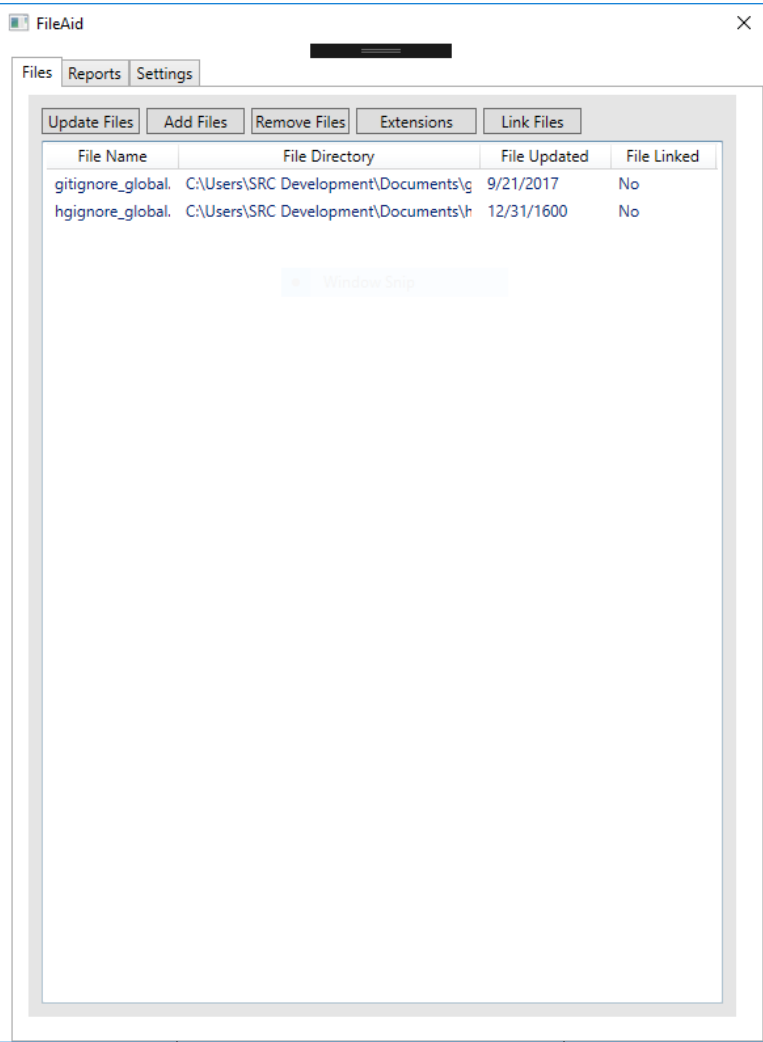 FileAid
Files Reports Settings
Update Files Add Files Remove Files Extensions Link Files
File Name File Directory File Updated File Linked
gitignore_global. C:\Users\SRC Development\Documents\g 9/21/2017 No
hgignore_global. C:\Users\SRC Development\Documents\h 12/31/1600 No
Window Snip